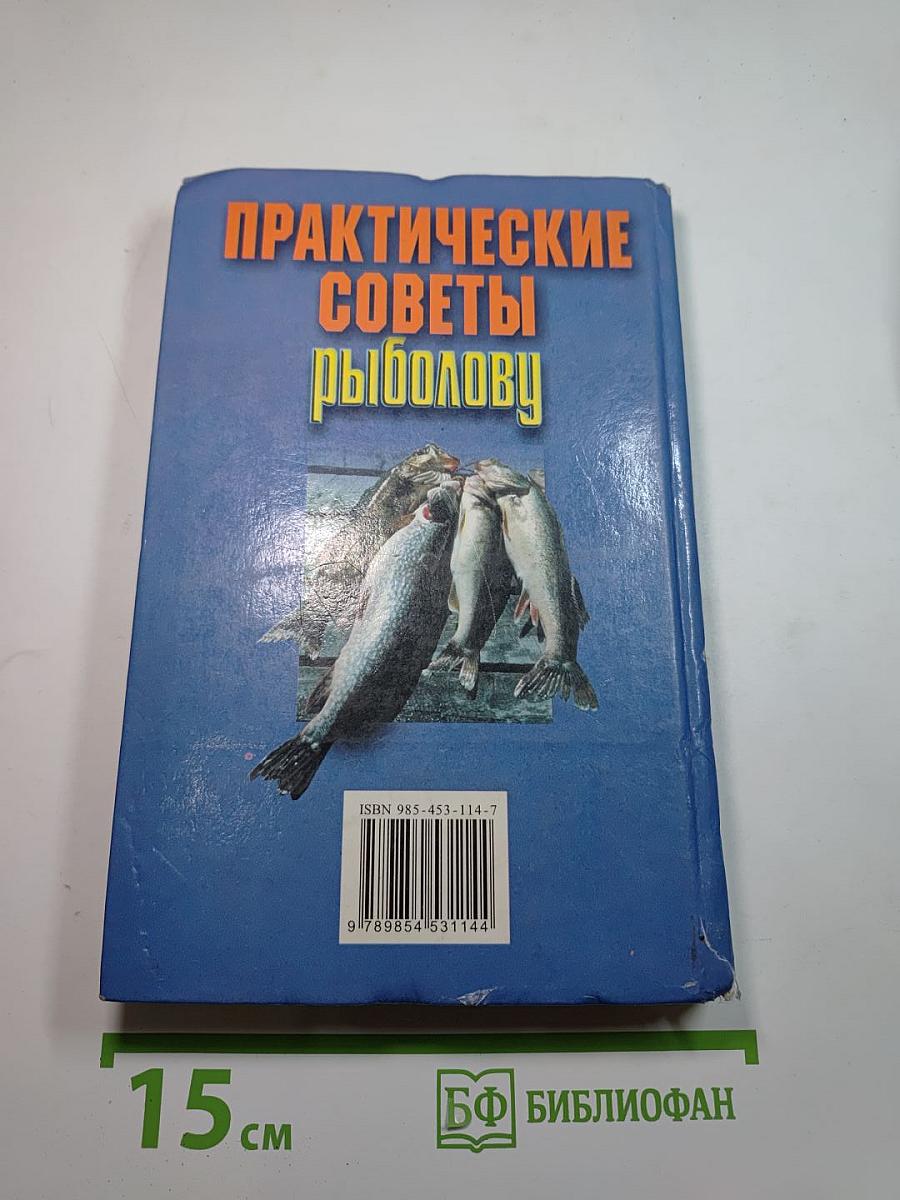 ПРАКТИЧЕСКИЕ
СОВЕТЫ
рыболову
ISBN 985-453-114-7
9 789854 531144
15 см
БФ БИБЛИОФАН